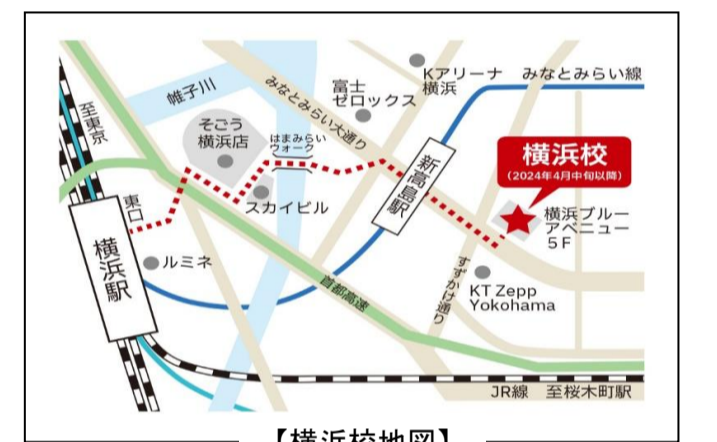 Kアリーナ
横浜
みなとみらい線
みなとみらい大通り
富士
ゼロックス
帷子川
至東京
そごう
横浜店
はまみらい
ウォーク
新高島駅
横浜校
(2024年4月中旬以降)
東口
スカイビル
横浜ブルー
アベニュー
5F
横浜駅
ルミネ
首都高速
すずかけ通り
KT Zepp
Yokohama
JR線 至桜木町駅
【横浜校地図】